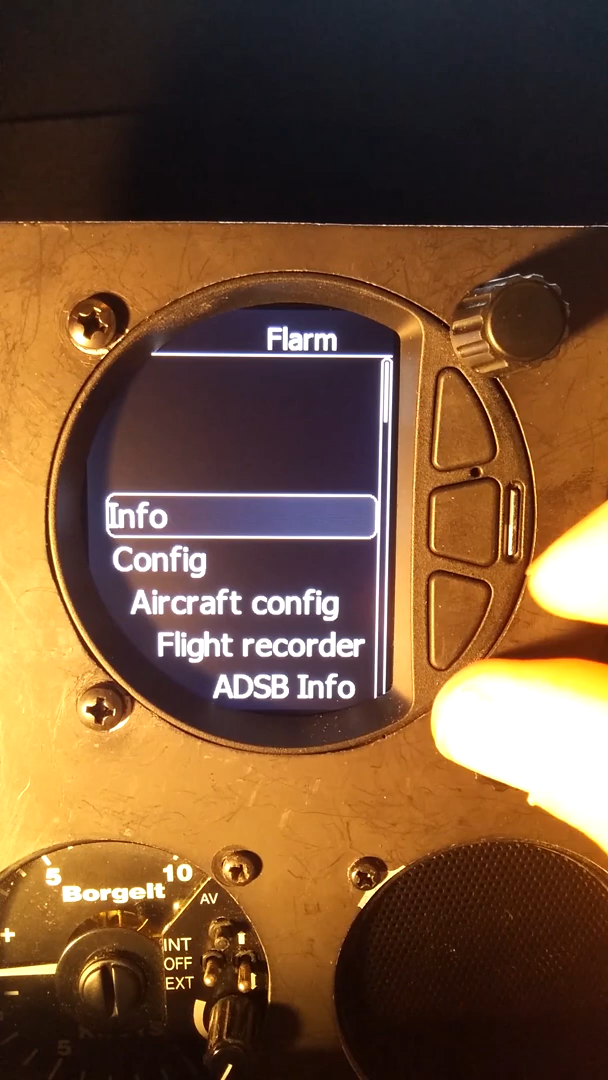 Flarm
Info
Config
Aircraft config
Flight recorder
ADSB Info
5 10
Borgelt
AV
+
INT
OFF
EXT
-
5